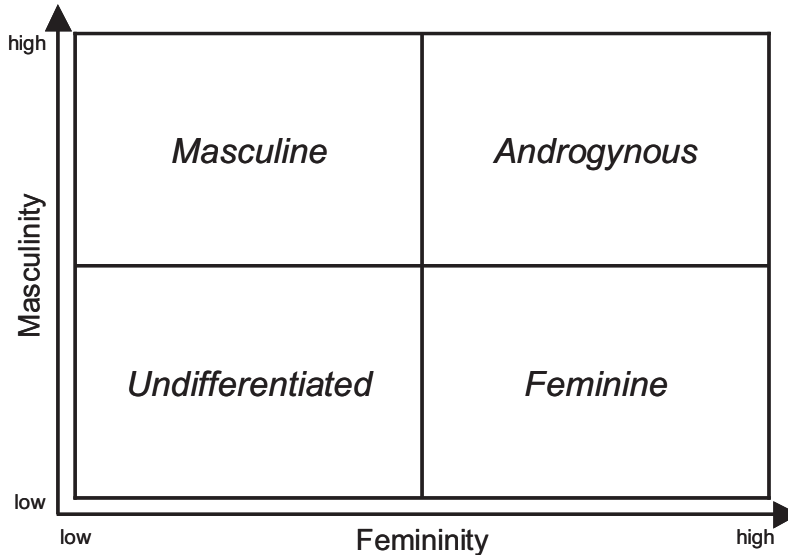 high
Masculine
Androgynous
Masculinity
Undifferentiated
Feminine
low
low
Femininity
high